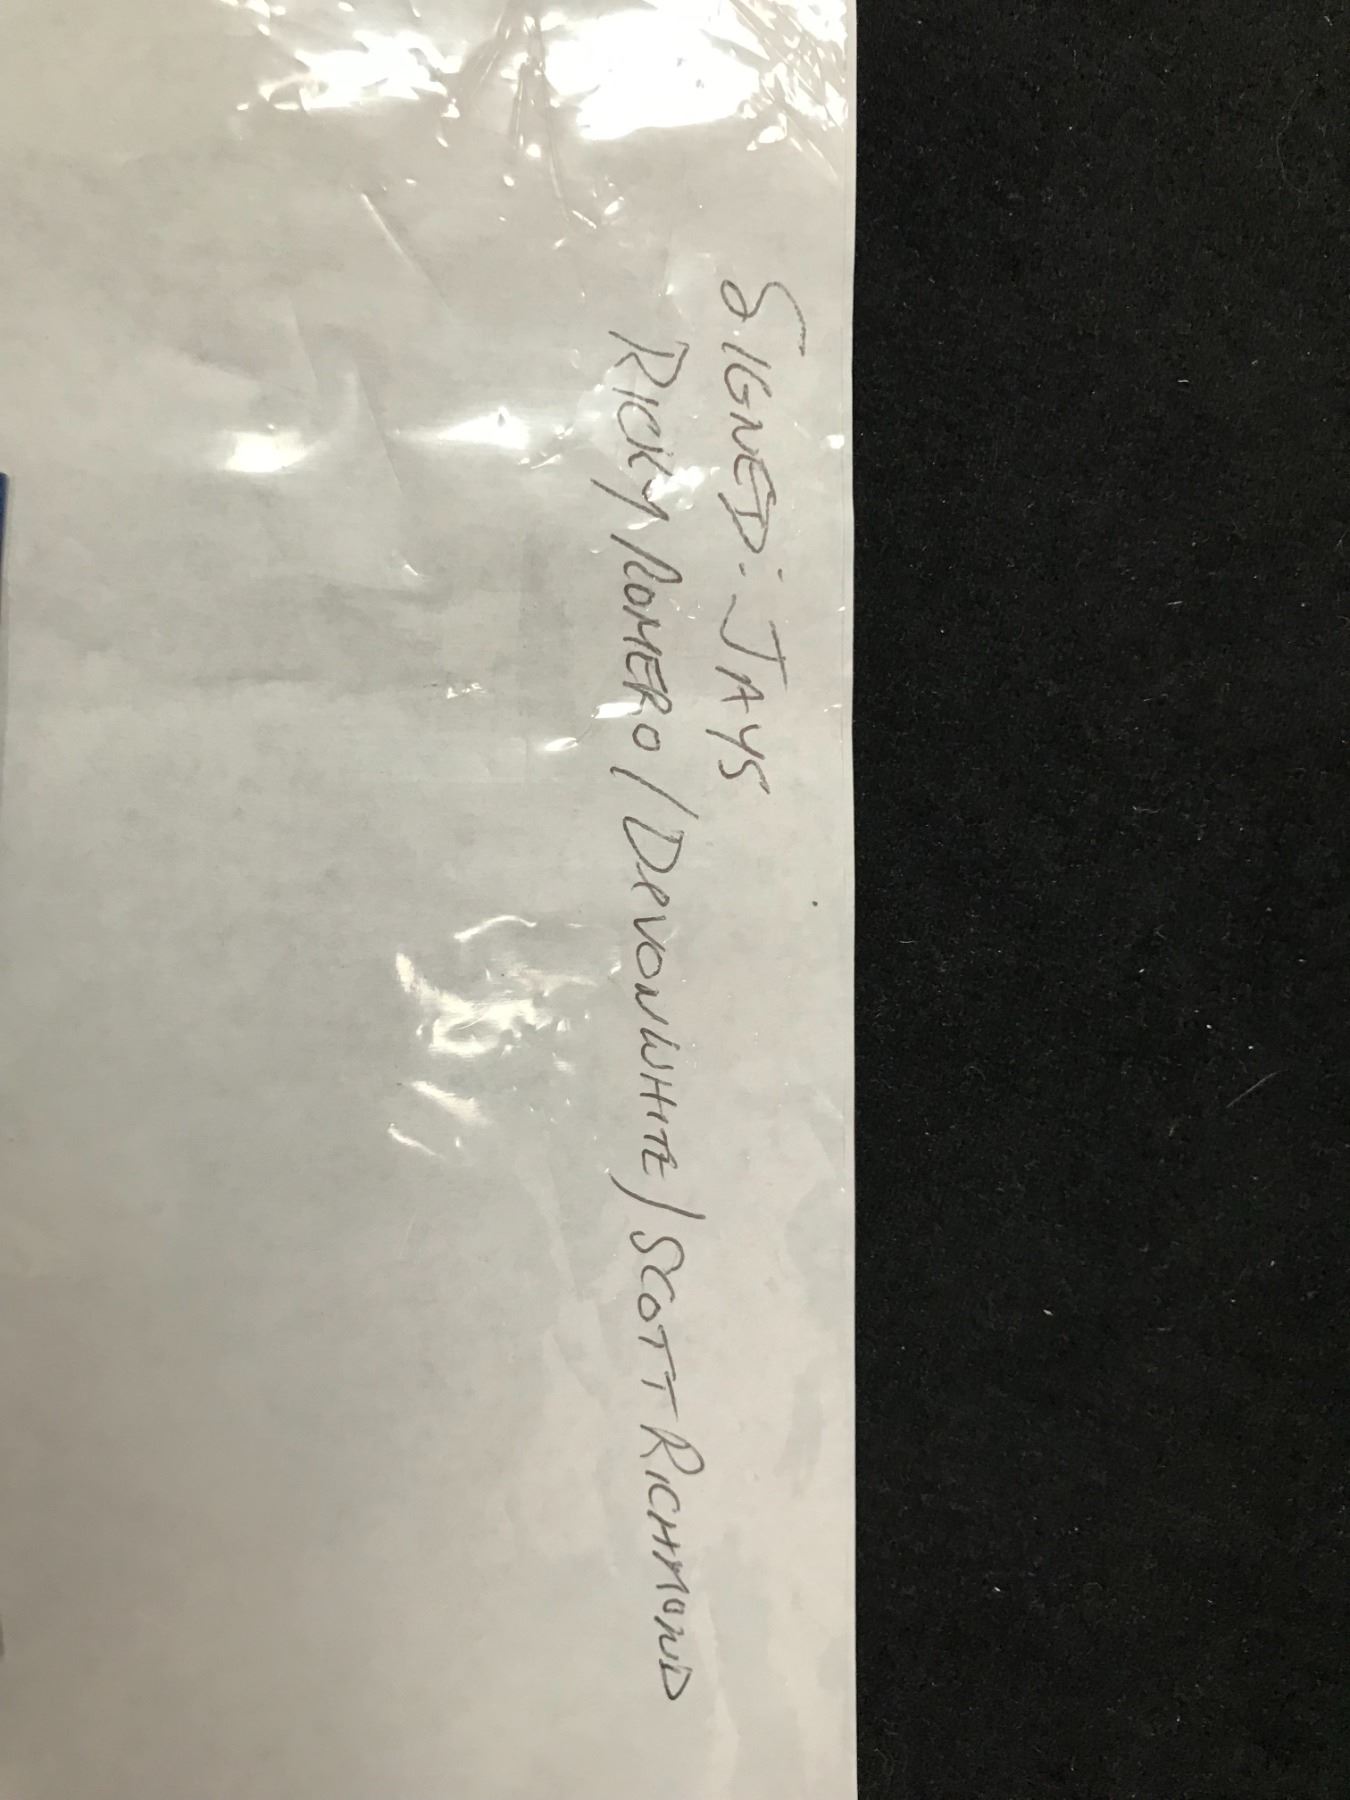 SIGNED: JAYS
RICKY ROMERO / DEVON WHITE / SCOTT RICHMOND